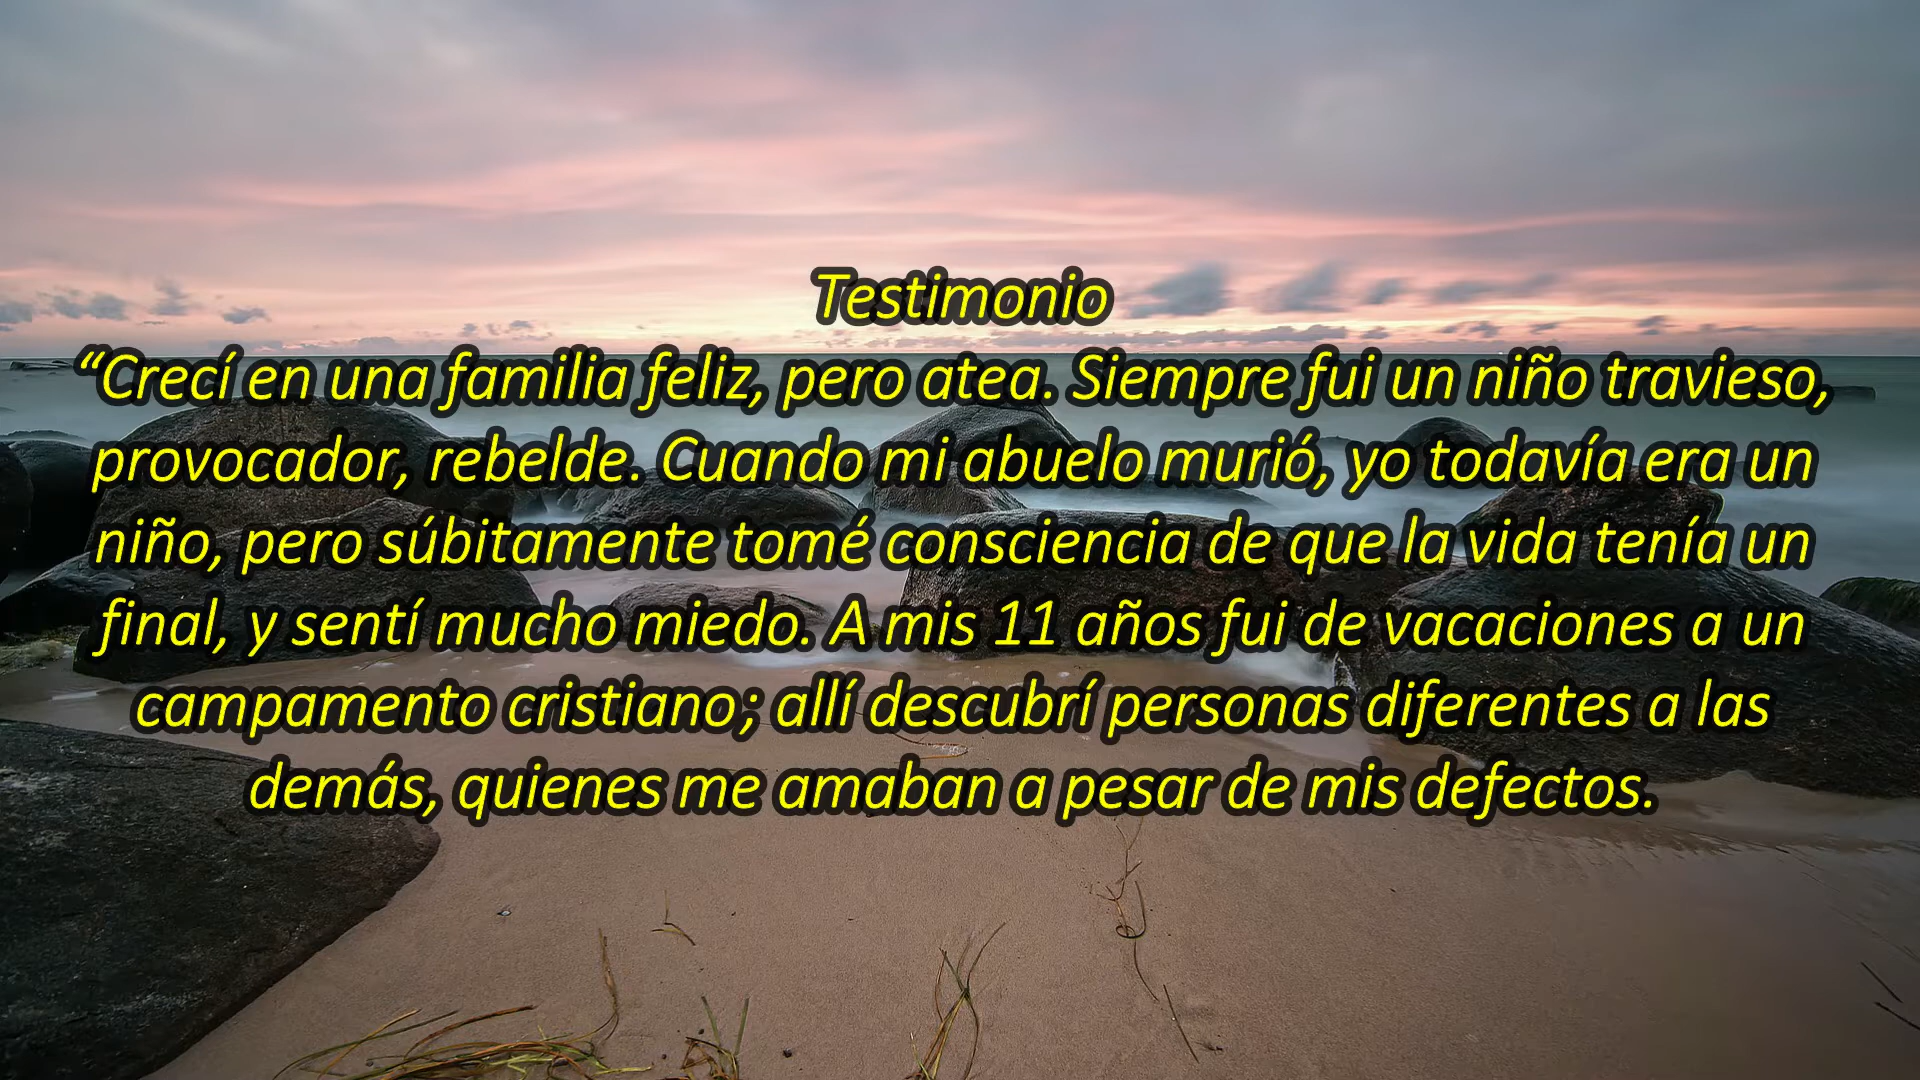 Testimonio
“Crecí en una familia feliz, pero atea. Siempre fui un niño travieso,
provocador, rebelde. Cuando mi abuelo murió, yo todavía era un
niño, pero súbitamente tomé consciencia de que la vida tenía un
final, y sentí mucho miedo. A mis 11 años fui de vacaciones a un
campamento cristiano; allí descubrí personas diferentes a las
demás, quienes me amaban a pesar de mis defectos.